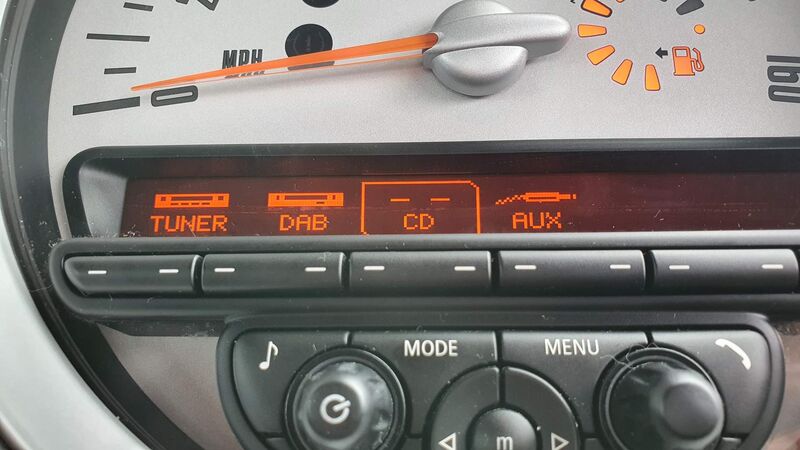 MPH
0
160
TUNER DAB CD AUX
MODE MENU
m